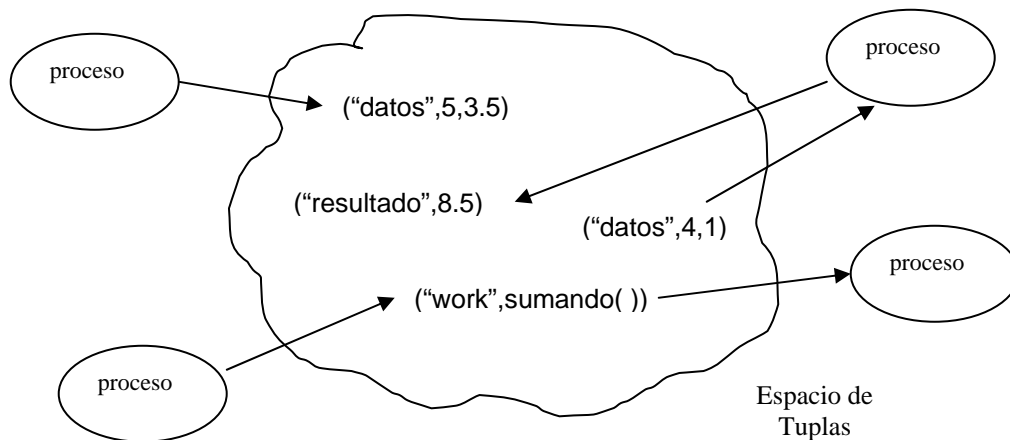 proceso
proceso
(“datos”,5,3.5)
(“resultado”,8.5)
(“datos”,4,1)
proceso
(“work”,sumando( ))
proceso
Espacio de
Tuplas